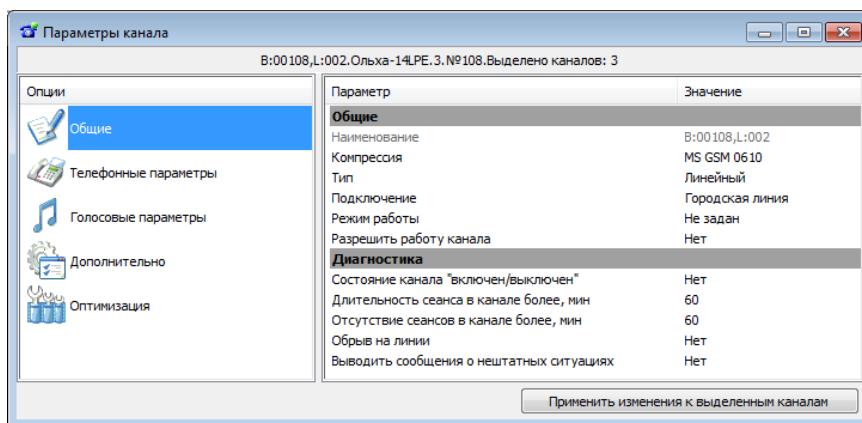 Параметры канала
B:00108,L:002.Ольха-14LPE.3.№108.Выделено каналов: 3
Опции
Общие
Телефонные параметры
Голосовые параметры
Дополнительно
Оптимизация
Параметр Значение
Общие
Наименование B:00108,L:002
Компрессия MS GSM 0610
Тип Линейный
Подключение Городская линия
Режим работы Не задан
Разрешить работу канала Нет
Диагностика
Состояние канала "включен/выключен" Нет
Длительность сеанса в канале более, мин 60
Отсутствие сеансов в канале более, мин 60
Обрыв на линии Нет
Выводить сообщения о нештатных ситуациях Нет
Применить изменения к выделенным каналам